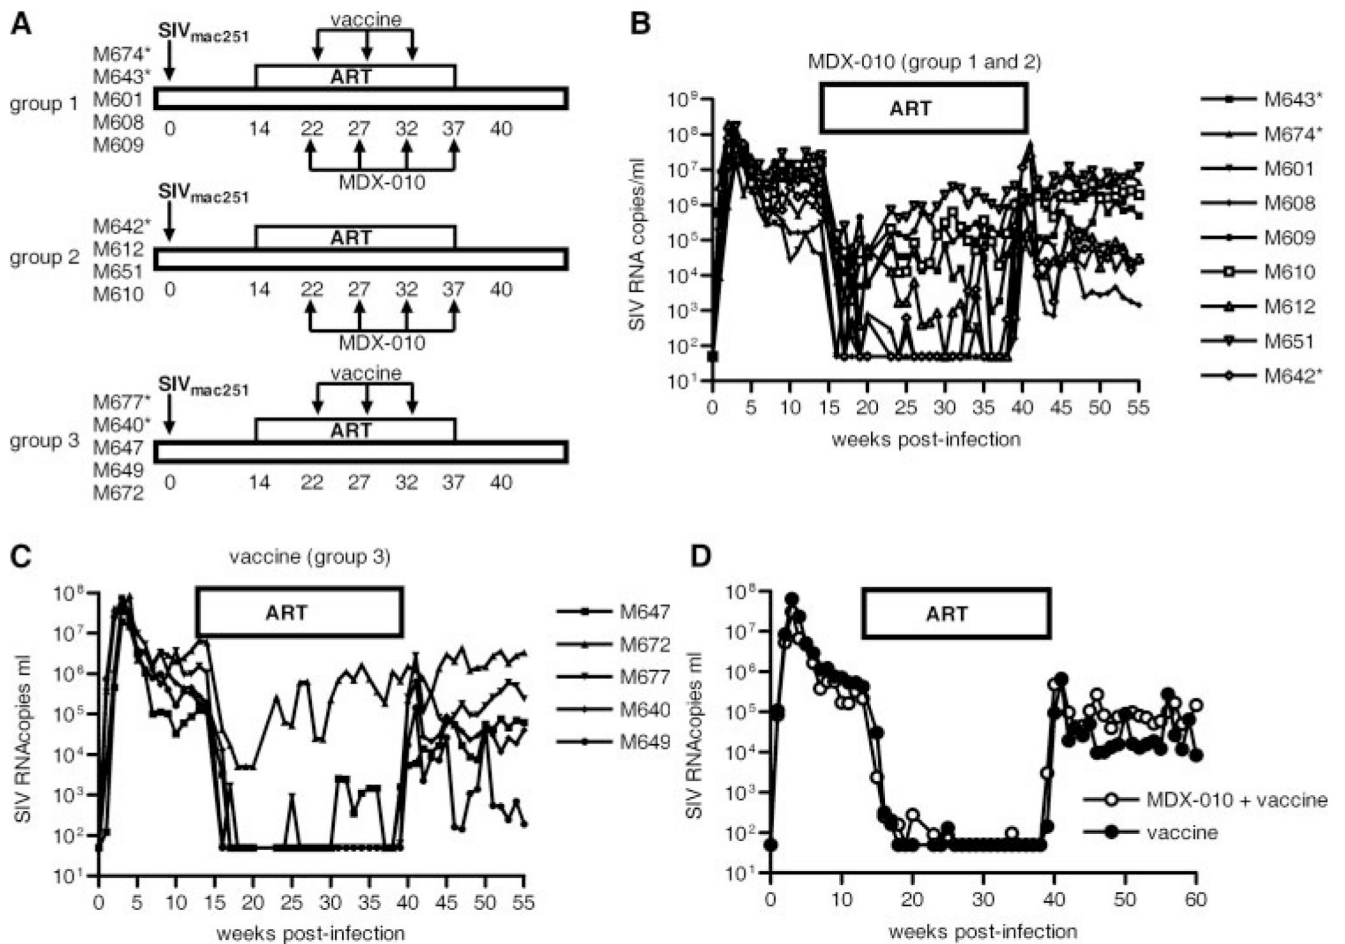 A
SIVmac251
vaccine
M674*
M643*
M601
M608
M609
group 1
ART
0 14 22 27 32 37 40
MDX-010
SIVmac251
M642*
M612
M651
M610
group 2
ART
0 14 22 27 32 37 40
MDX-010
SIVmac251
vaccine
M677*
M640*
M647
M649
M672
group 3
ART
0 14 22 27 32 37 40
B
MDX-010 (group 1 and 2)
ART
SIV RNA copies/ml
10⁹
10⁸
10⁷
10⁶
10⁵
10⁴
10³
10²
10¹
0 5 10 15 20 25 30 35 40 45 50 55
weeks post-infection
M643*
M674*
M601
M608
M609
M610
M612
M651
M642*
C
vaccine (group 3)
ART
SIV RNAcopies ml
10⁸
10⁷
10⁶
10⁵
10⁴
10³
10²
10¹
0 5 10 15 20 25 30 35 40 45 50 55
weeks post-infection
M647
M672
M677
M640
M649
D
ART
SIV RNAcopies ml
10⁸
10⁷
10⁶
10⁵
10⁴
10³
10²
10¹
0 10 20 30 40 50 60
weeks post-infection
MDX-010 + vaccine
vaccine